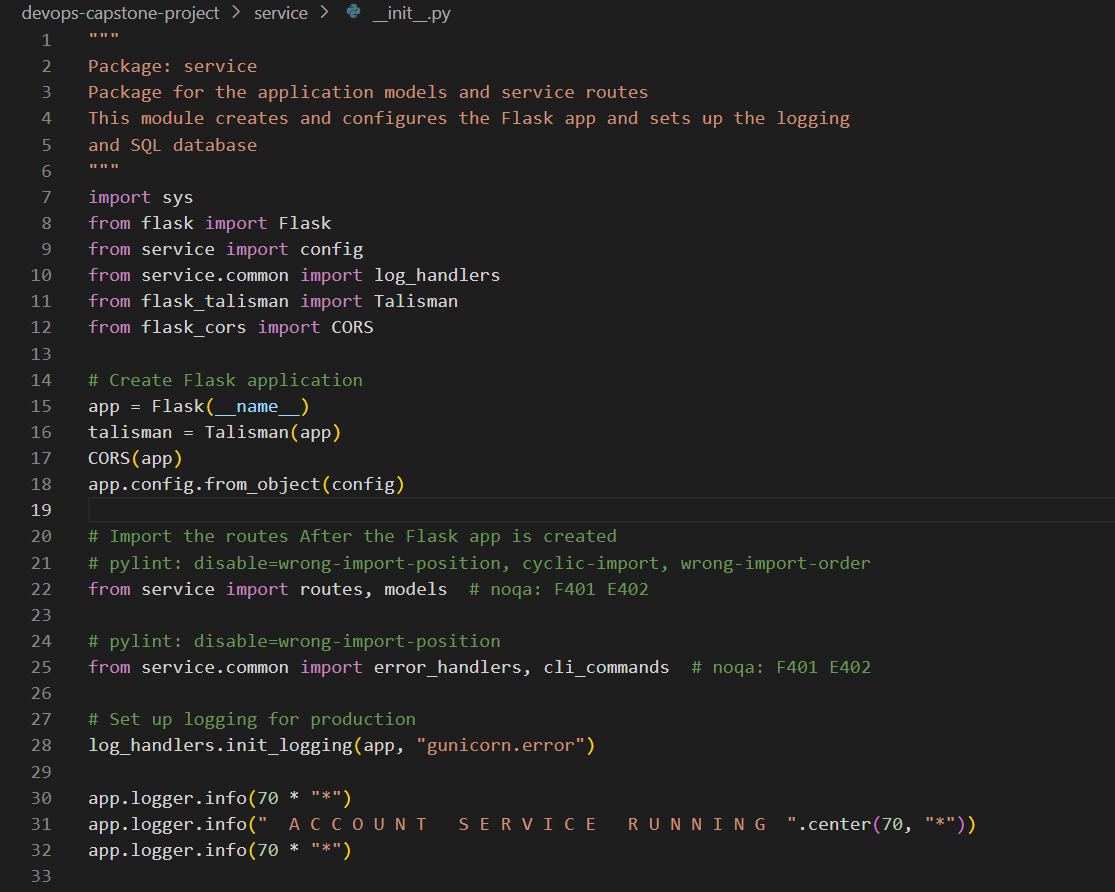 devops-capstone-project > service > __init__.py
1 """
2 Package: service
3 Package for the application models and service routes
4 This module creates and configures the Flask app and sets up the logging
5 and SQL database
6 """
7 import sys
8 from flask import Flask
9 from service import config
10 from service.common import log_handlers
11 from flask_talisman import Talisman
12 from flask_cors import CORS
13
14 # Create Flask application
15 app = Flask(__name__)
16 talisman = Talisman(app)
17 CORS(app)
18 app.config.from_object(config)
19
20 # Import the routes After the Flask app is created
21 # pylint: disable=wrong-import-position, cyclic-import, wrong-import-order
22 from service import routes, models  # noqa: F401 E402
23
24 # pylint: disable=wrong-import-position
25 from service.common import error_handlers, cli_commands  # noqa: F401 E402
26
27 # Set up logging for production
28 log_handlers.init_logging(app, "gunicorn.error")
29
30 app.logger.info(70 * "*")
31 app.logger.info("  A C C O U N T   S E R V I C E   R U N N I N G  ".center(70, "*"))
32 app.logger.info(70 * "*")
33